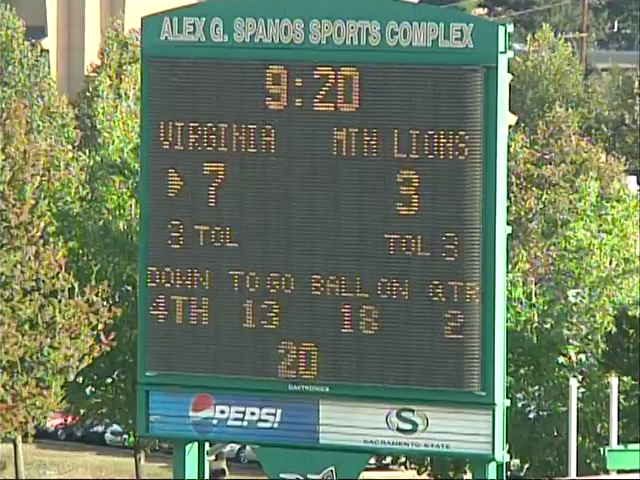 ALEX G. SPANOS SPORTS COMPLEX
9:20
VIRGINIA MTN LIONS
7 3
3 TOL TOL 3
DOWN TO GO BALL ON QTR
4TH 13 18 2
20
DAKTRONICS
PEPSI S
SACRAMENTO STATE